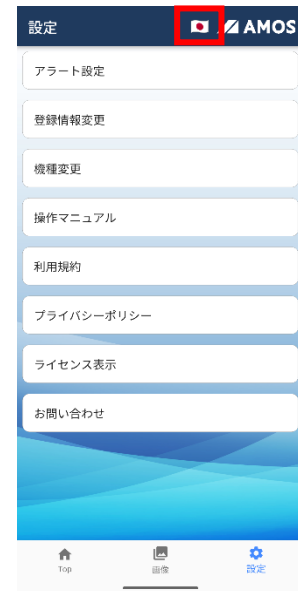 設定
AMOS
アラート設定
登録情報変更
機種変更
操作マニュアル
利用規約
プライバシーポリシー
ライセンス表示
お問い合わせ
Top
画像
設定